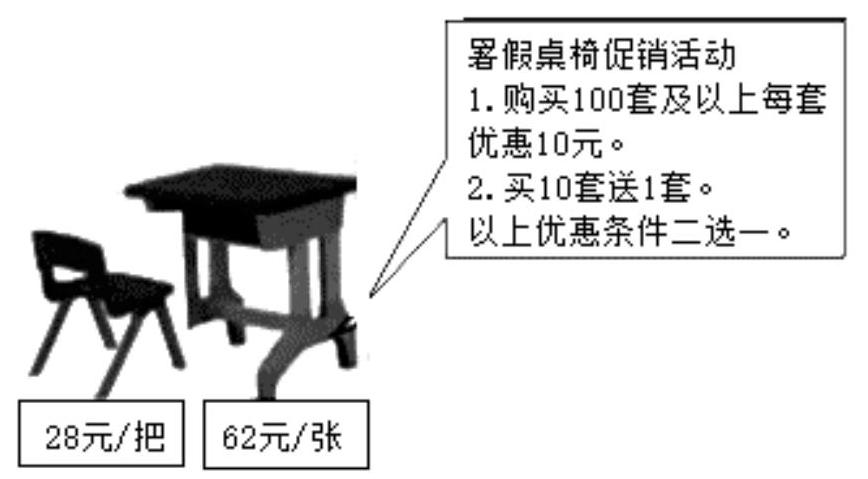 署假桌椅促销活动
1.购买100套及以上每套
优惠10元。
2.买10套送1套。
以上优惠条件二选一。
28元/把
62元/张